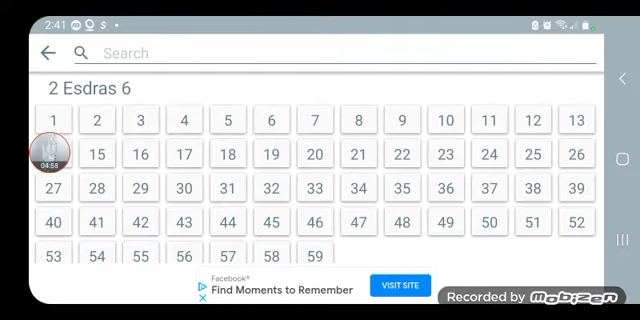 2:41 $
Search
2 Esdras 6
1 2 3 4 5 6 7 8 9 10 11 12 13
15 16 17 18 19 20 21 22 23 24 25 26
04:58
27 28 29 30 31 32 33 34 35 36 37 38 39
40 41 42 43 44 45 46 47 48 49 50 51 52
53 54 55 56 57 58 59
Facebook®
Find Moments to Remember
VISIT SITE
Recorded by Mobizen